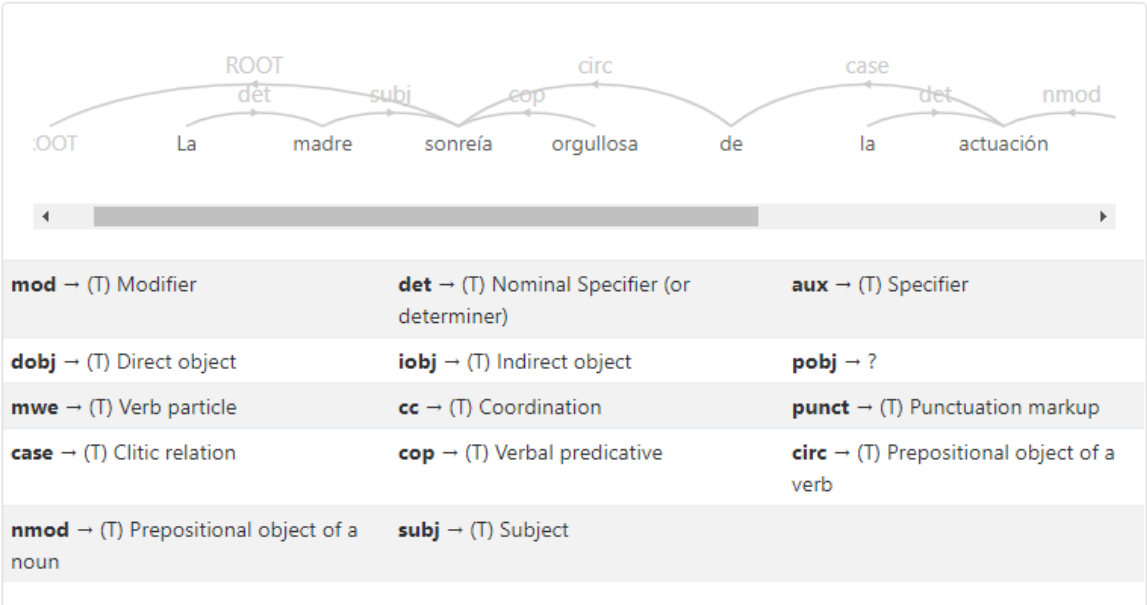 ROOT circ case
det subj cop det nmod
:OOT La madre sonreía orgullosa de la actuación
mod → (T) Modifier det → (T) Nominal Specifier (or aux → (T) Specifier
determiner)
dobj → (T) Direct object iobj → (T) Indirect object pobj → ?
mwe → (T) Verb particle cc → (T) Coordination punct → (T) Punctuation markup
case → (T) Clitic relation cop → (T) Verbal predicative circ → (T) Prepositional object of a
verb
nmod → (T) Prepositional object of a subj → (T) Subject
noun